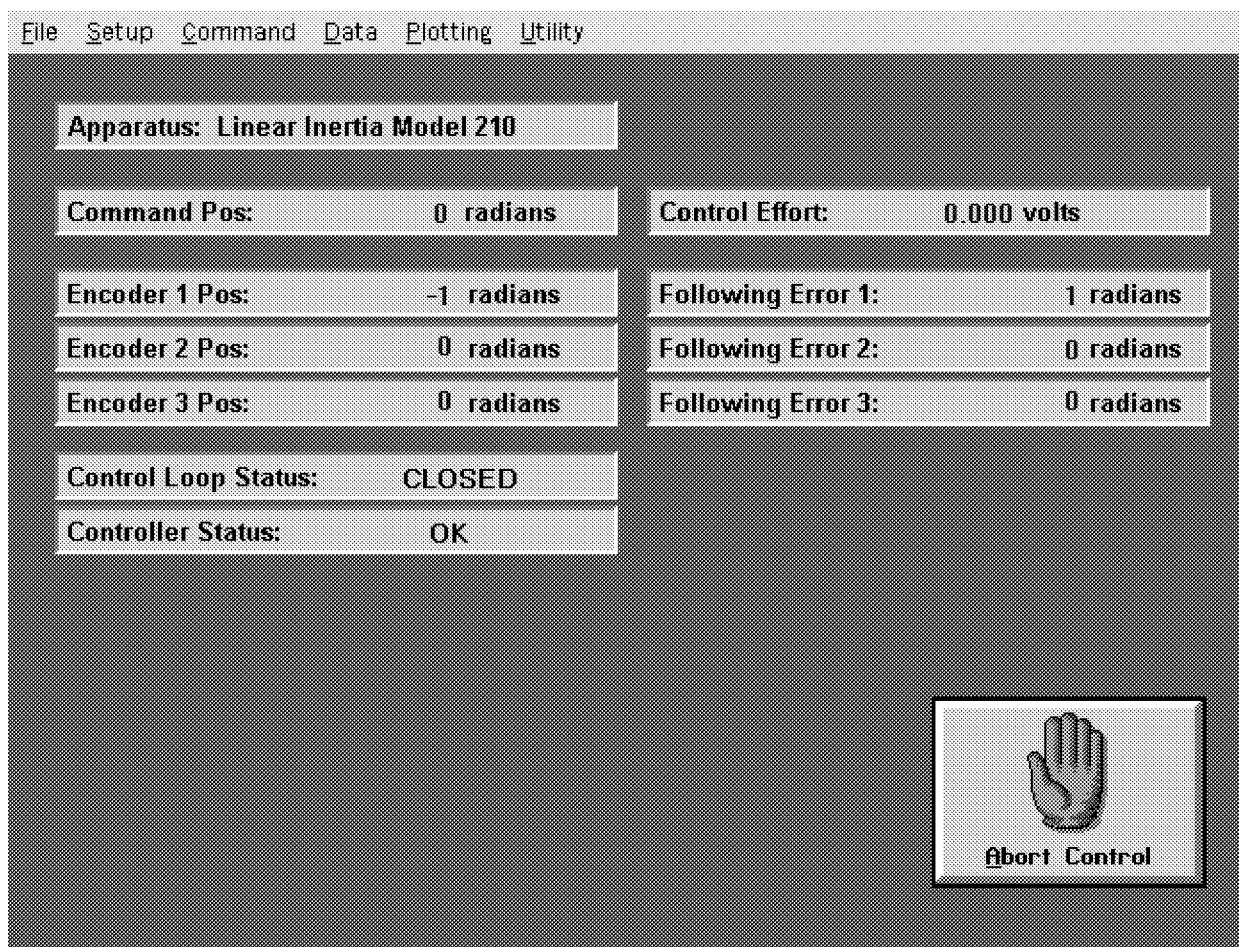 File Setup Command Data Plotting Utility
Apparatus: Linear Inertia Model 210
Command Pos: 0 radians
Control Effort: 0.000 volts
Encoder 1 Pos: -1 radians
Following Error 1: 1 radians
Encoder 2 Pos: 0 radians
Following Error 2: 0 radians
Encoder 3 Pos: 0 radians
Following Error 3: 0 radians
Control Loop Status: CLOSED
Controller Status: OK
Abort Control